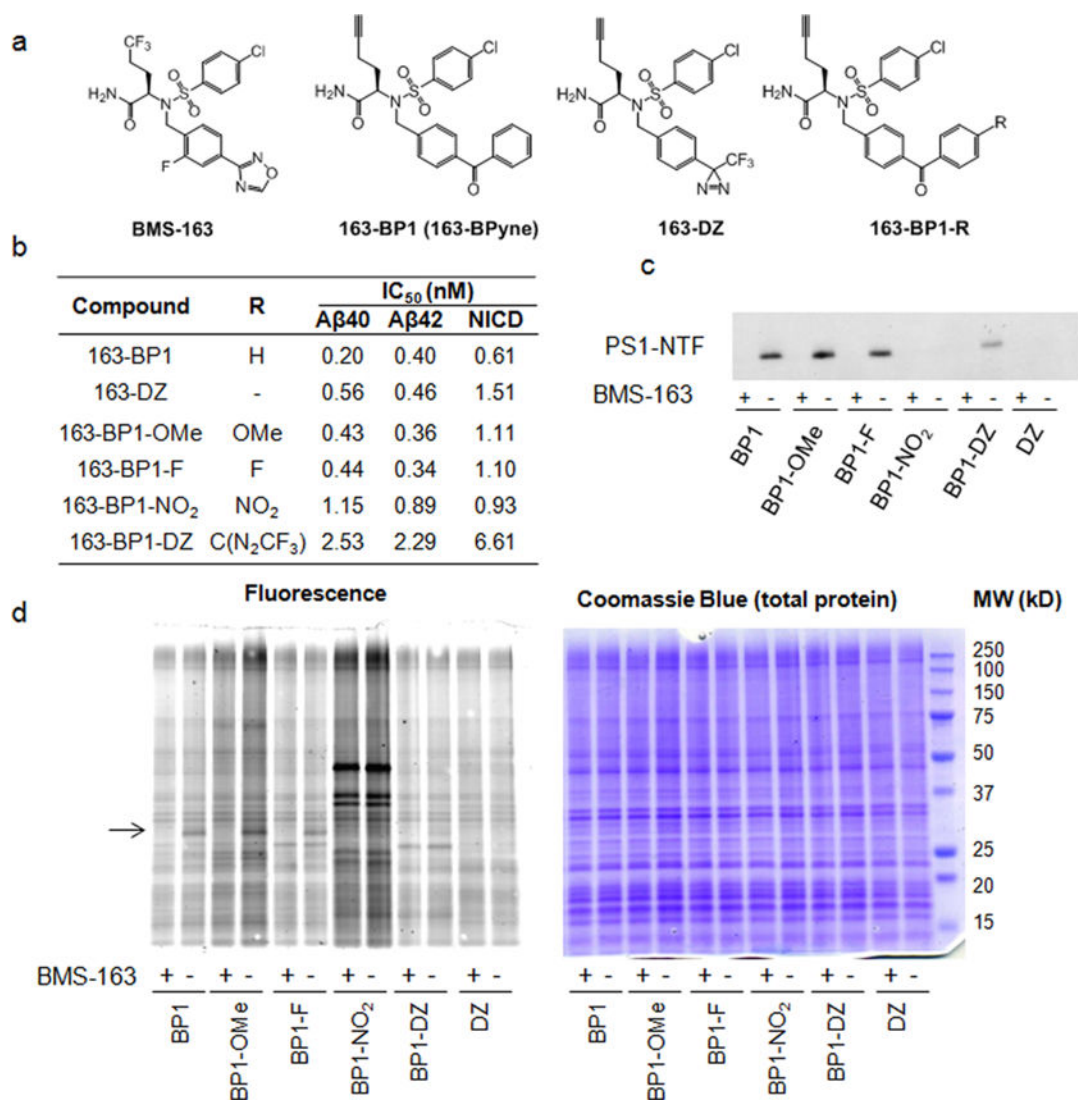 a
CF₃
Cl
H₂N
O
N
S
O
O
F
N
O
N
BMS-163
Cl
H₂N
O
N
S
O
O
O
163-BP1 (163-BPyne)
Cl
H₂N
O
N
S
O
O
CF₃
N=N
163-DZ
Cl
H₂N
O
N
S
O
O
R
O
163-BP1-R
b
Compound R IC₅₀ (nM)
Aβ40 Aβ42 NICD
163-BP1 H 0.20 0.40 0.61
163-DZ - 0.56 0.46 1.51
163-BP1-OMe OMe 0.43 0.36 1.11
163-BP1-F F 0.44 0.34 1.10
163-BP1-NO₂ NO₂ 1.15 0.89 0.93
163-BP1-DZ C(N₂CF₃) 2.53 2.29 6.61
c
PS1-NTF
BMS-163 + - + - + - + - + - + -
BP1 BP1-OMe BP1-F BP1-NO₂ BP1-DZ DZ
d
Fluorescence
Coomassie Blue (total protein) MW (kD)
250
100
150
75
50
37
25
20
15
BMS-163 + - + - + - + - + - + -
BP1 BP1-OMe BP1-F BP1-NO₂ BP1-DZ DZ
+ - + - + - + - + - + -
BP1 BP1-OMe BP1-F BP1-NO₂ BP1-DZ DZ